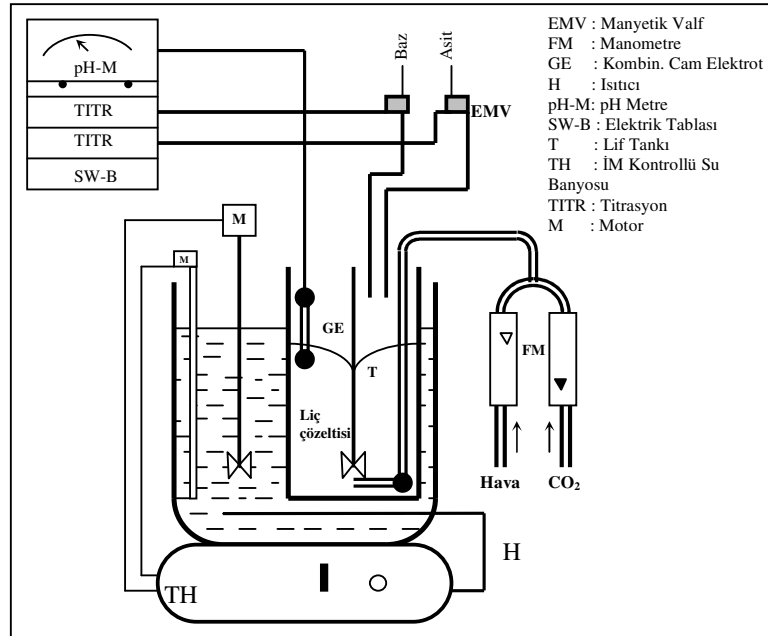 EMV : Manyetik Valf
FM : Manometre
GE : Kombin. Cam Elektrot
H : Isıtıcı
pH-M: pH Metre
SW-B : Elektrik Tablası
T : Lif Tankı
TH : İM Kontrollü Su
Banyosu
TITR : Titrasyon
M : Motor
pH-M
TITR
TITR
SW-B
Baz
Asit
EMV
M
M
GE
T
FM
Liç
çözeltisi
Hava
CO₂
H
TH